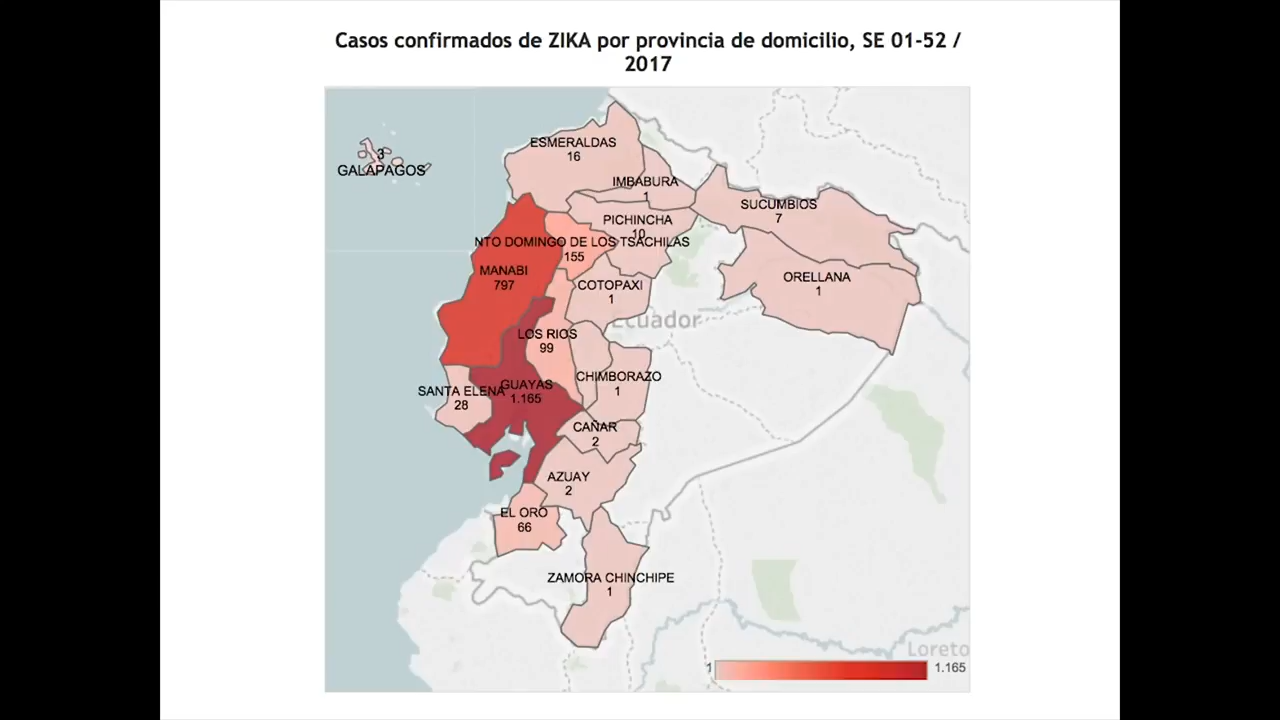 Casos confirmados de ZIKA por provincia de domicilio, SE 01-52 /
2017
ESMERALDAS
16
3
GALAPAGOS
IMBABURA
1
SUCUMBIOS
7
PICHINCHA
10
NTO DOMINGO DE LOS TSACHILAS
155
MANABI
797
COTOPAXI
1
ORELLANA
1
Ecuador
LOS RIOS
99
CHIMBORAZO
1
SANTA ELENA
28
GUAYAS
1.165
CAÑAR
2
AZUAY
2
EL ORO
66
ZAMORA CHINCHIPE
1
Loreto
1
1.165